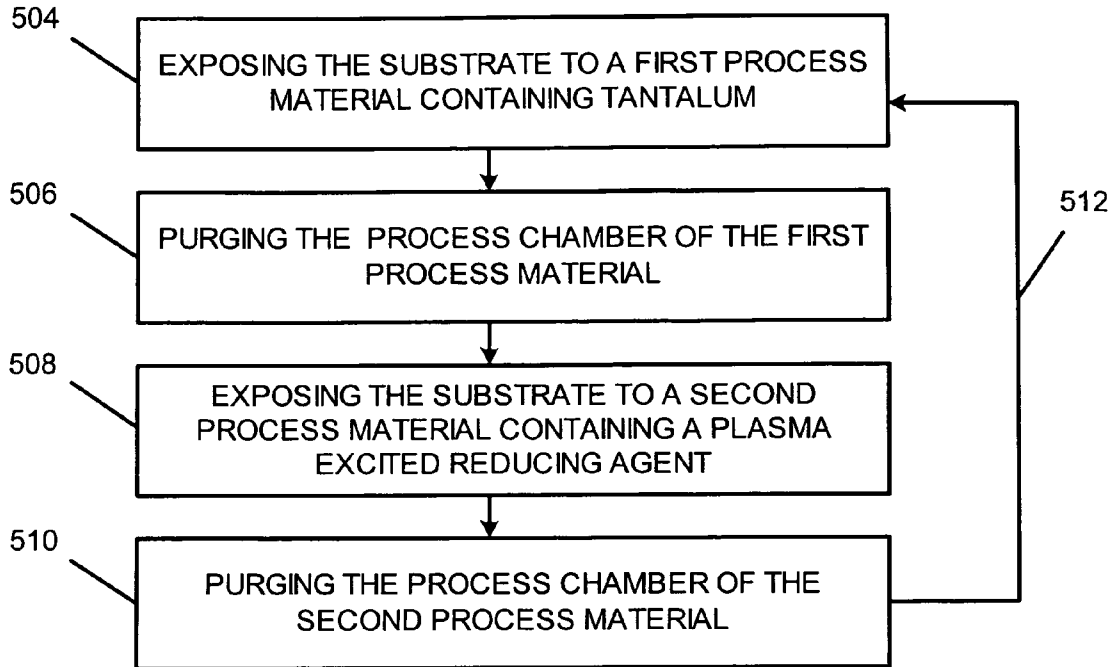 504
EXPOSING THE SUBSTRATE TO A FIRST PROCESS
MATERIAL CONTAINING TANTALUM
506
PURGING THE PROCESS CHAMBER OF THE FIRST
PROCESS MATERIAL
512
508
EXPOSING THE SUBSTRATE TO A SECOND
PROCESS MATERIAL CONTAINING A PLASMA
EXCITED REDUCING AGENT
510
PURGING THE PROCESS CHAMBER OF THE
SECOND PROCESS MATERIAL